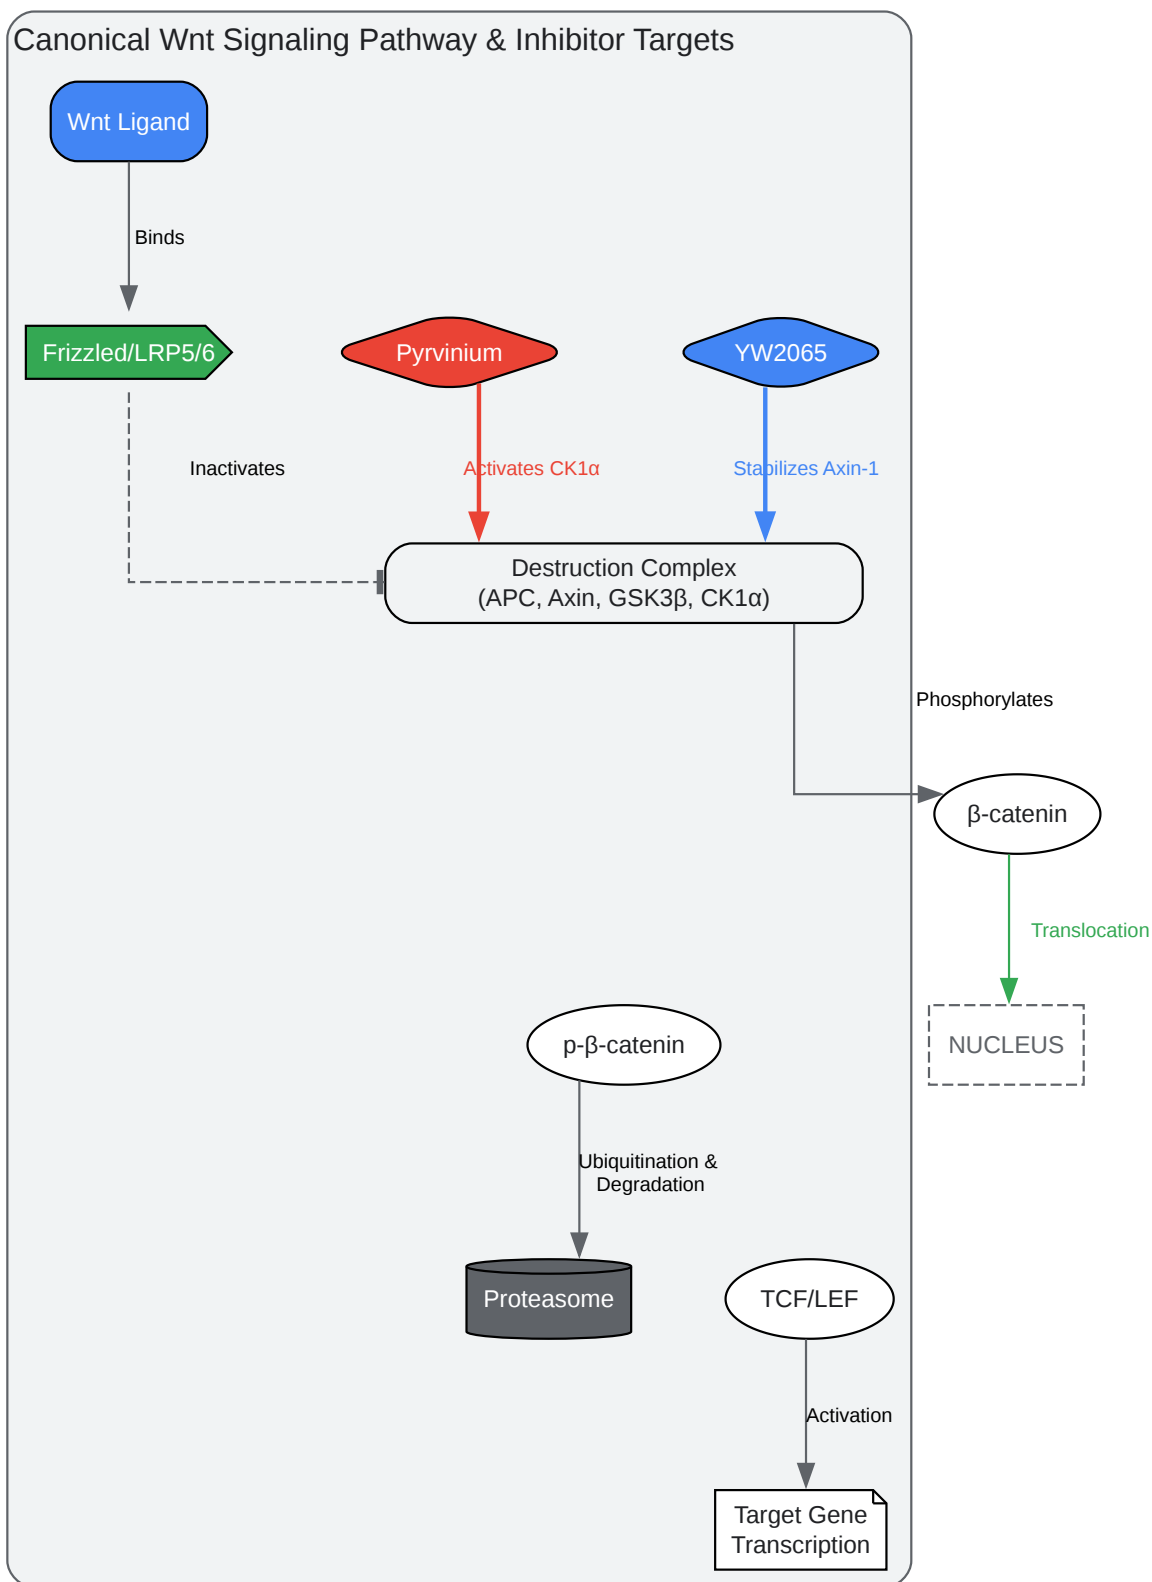 Canonical Wnt Signaling Pathway & Inhibitor Targets
Wnt Ligand
Binds
Frizzled/LRP5/6
Pyrvinium
YW2065
Inactivates
Activates CK1α
Stabilizes Axin-1
Destruction Complex
(APC, Axin, GSK3β, CK1α)
Phosphorylates
β-catenin
Translocation
p-β-catenin
NUCLEUS
Ubiquitination &
Degradation
Proteasome
TCF/LEF
Activation
Target Gene
Transcription